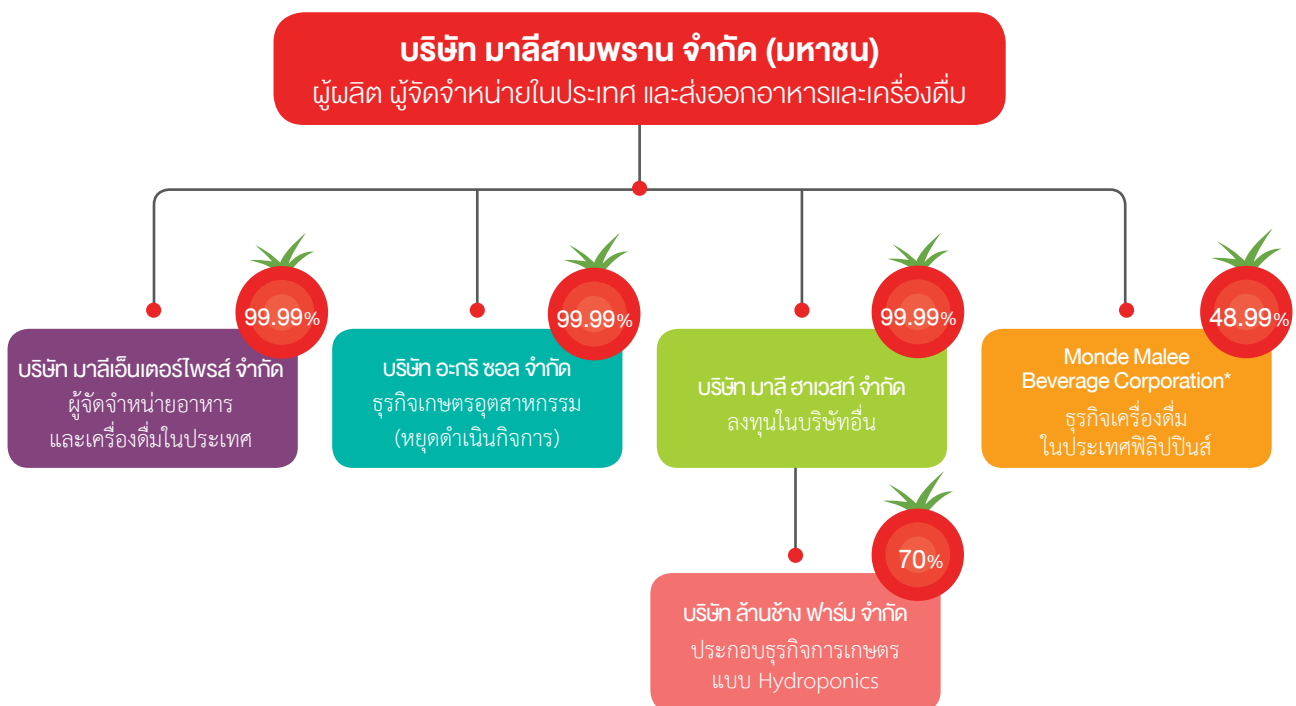 บริษัท มาลีสามพราน จำกัด (มหาชน)
ผู้ผลิต ผู้จัดจำหน่ายในประเทศ และส่งออกอาหารและเครื่องดื่ม
99.99%
บริษัท มาลีเอ็นเตอร์ไพรส์ จำกัด
ผู้จัดจำหน่ายอาหาร
และเครื่องดื่มในประเทศ
99.99%
บริษัท อะกริ ซอล จำกัด
ธุรกิจเกษตรอุตสาหกรรม
(หยุดดำเนินกิจการ)
99.99%
บริษัท มาลี ฮาเวสท์ จำกัด
ลงทุนในบริษัทอื่น
48.99%
Monde Malee
Beverage Corporation*
ธุรกิจเครื่องดื่ม
ในประเทศฟิลิปปินส์
70%
บริษัท ล้านช้าง ฟาร์ม จำกัด
ประกอบธุรกิจการเกษตร
แบบ Hydroponics